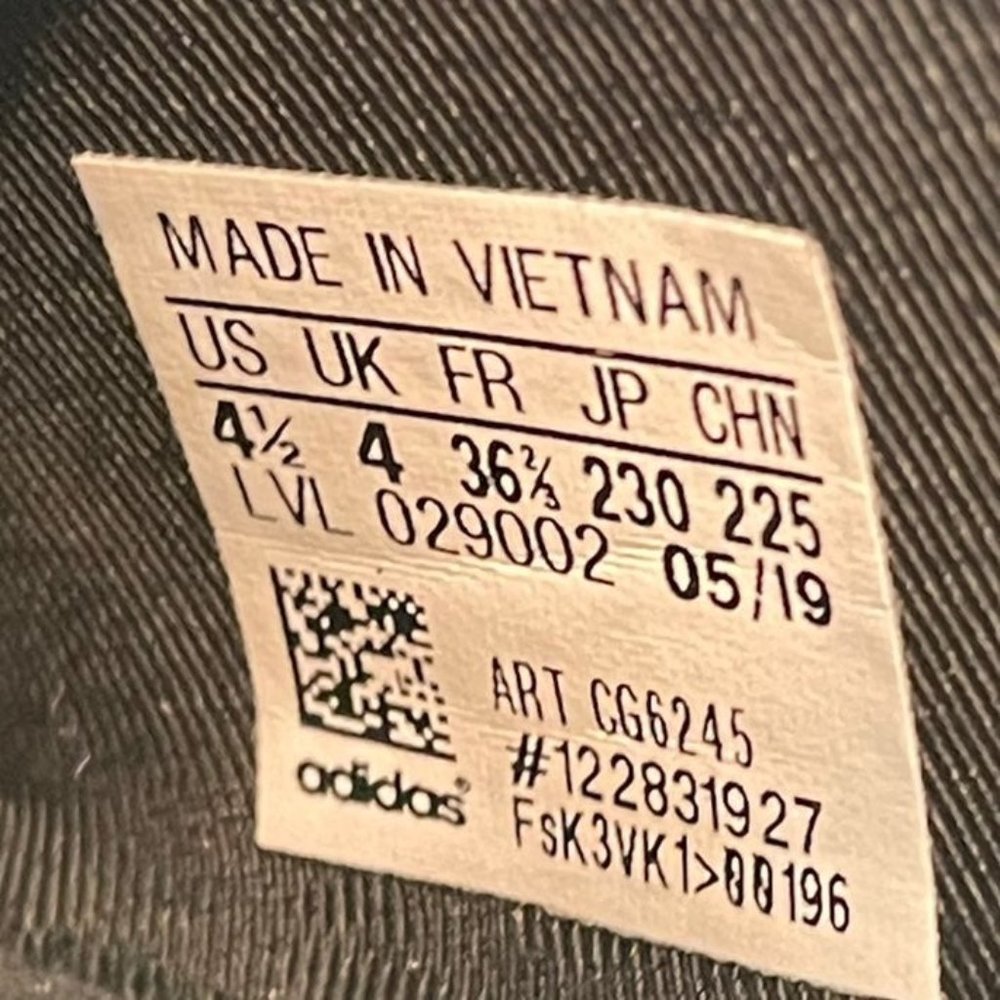 MADE IN VIETNAM
US UK FR JP CHN
4½ 4 36⅔ 230 225
LVL 029002 05/19
ART CG6245
#122831927
adidas®
FsK3VK1>00196